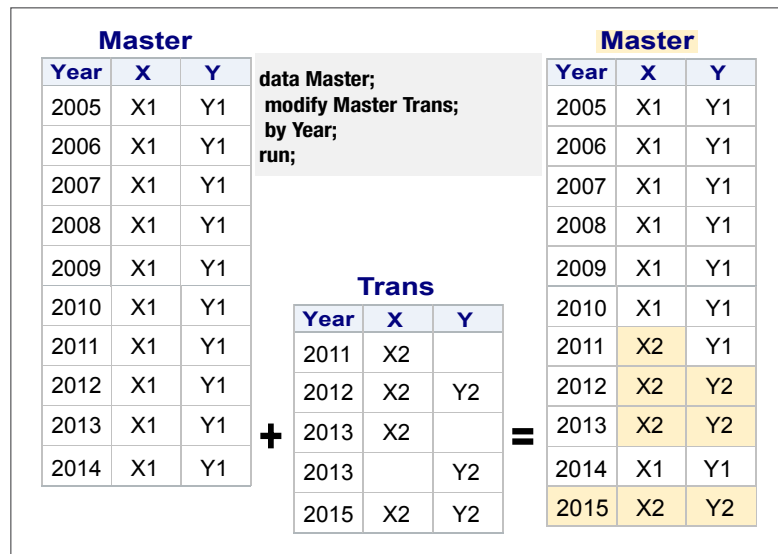 Master
Year X Y
2005 X1 Y1
2006 X1 Y1
2007 X1 Y1
2008 X1 Y1
2009 X1 Y1
2010 X1 Y1
2011 X1 Y1
2012 X1 Y1
2013 X1 Y1
2014 X1 Y1
data Master;
modify Master Trans;
by Year;
run;
+
Trans
Year X Y
2011 X2
2012 X2 Y2
2013 X2
2013 Y2
2015 X2 Y2
=
Master
Year X Y
2005 X1 Y1
2006 X1 Y1
2007 X1 Y1
2008 X1 Y1
2009 X1 Y1
2010 X1 Y1
2011 X2 Y1
2012 X2 Y2
2013 X2 Y2
2014 X1 Y1
2015 X2 Y2